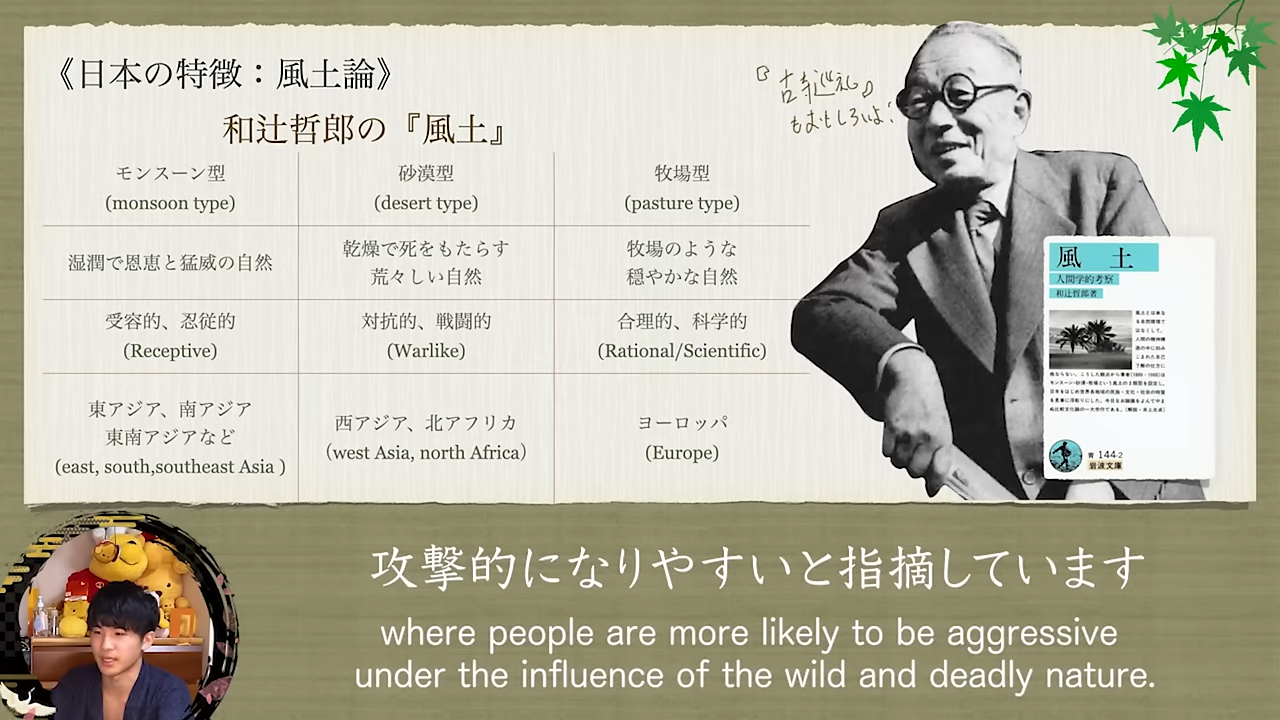 《日本の特徴：風土論》
和辻哲郎の『風土』
『古寺巡礼』
もおもしろいよ！
モンスーン型
(monsoon type)
砂漠型
(desert type)
牧場型
(pasture type)
湿潤で恩恵と猛威の自然
乾燥で死をもたらす
荒々しい自然
牧場のような
穏やかな自然
受容的、忍従的
(Receptive)
対抗的、戦闘的
(Warlike)
合理的、科学的
(Rational/Scientific)
東アジア、南アジア
東南アジアなど
(east, south,southeast Asia )
西アジア、北アフリカ
（west Asia, north Africa）
ヨーロッパ
(Europe)
風 土
人間学的考察
和辻哲郎著
青 144-2
岩波文庫
攻撃的になりやすいと指摘しています
where people are more likely to be aggressive
under the influence of the wild and deadly nature.